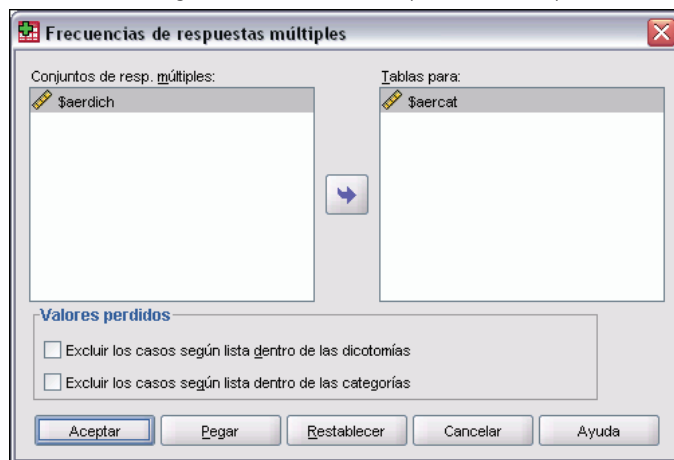 Frecuencias de respuestas múltiples
Conjuntos de resp. múltiples:
$aerdich
Tablas para:
$aercat
Valores perdidos
Excluir los casos según lista dentro de las dicotomías
Excluir los casos según lista dentro de las categorías
Aceptar Pegar Restablecer Cancelar Ayuda